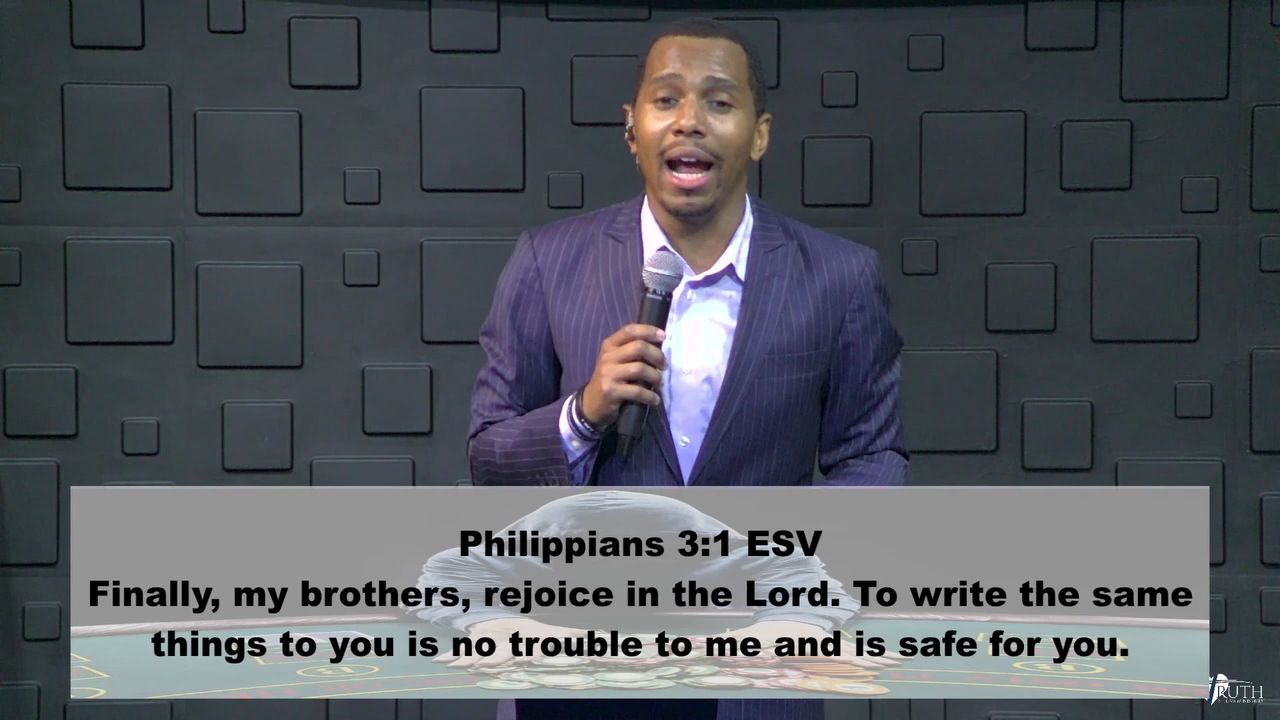 Philippians 3:1 ESV
Finally, my brothers, rejoice in the Lord. To write the same
things to you is no trouble to me and is safe for you.
RUTH